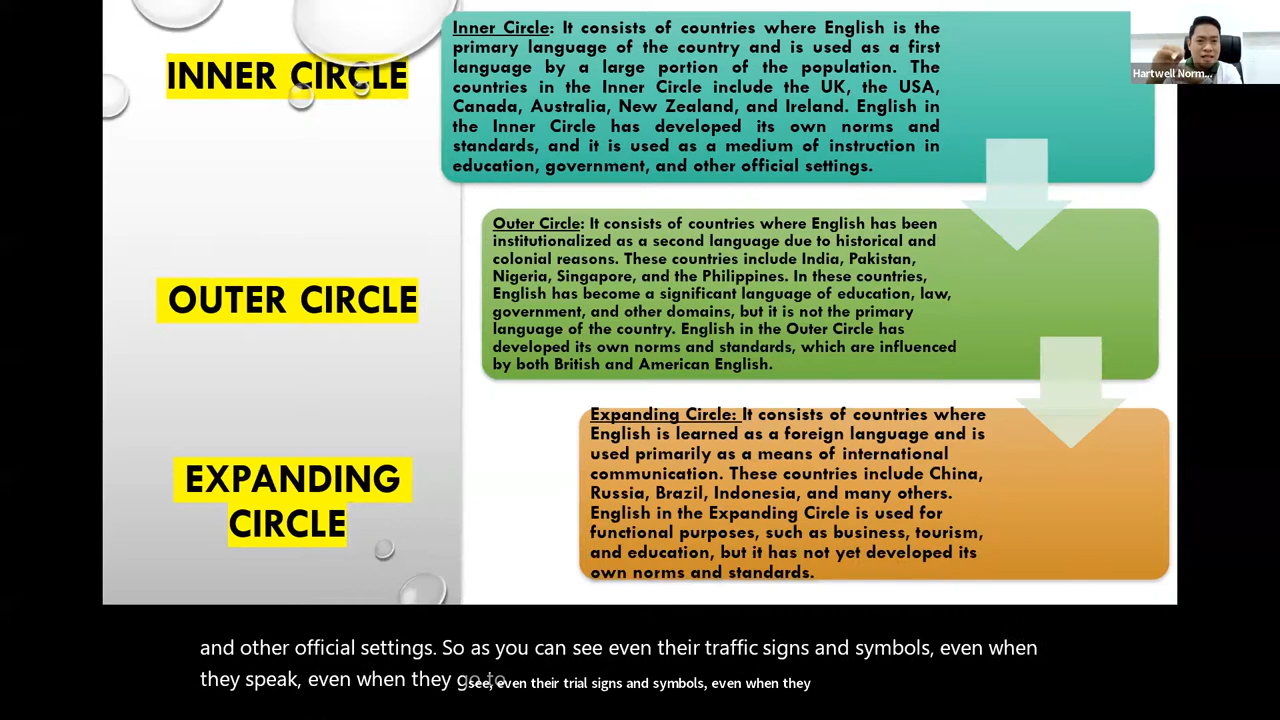 INNER CIRCLE
Inner Circle: It consists of countries where English is the
primary language of the country and is used as a first
language by a large portion of the population. The
countries in the Inner Circle include the UK, the USA,
Canada, Australia, New Zealand, and Ireland. English in
the Inner Circle has developed its own norms and
standards, and it is used as a medium of instruction in
education, government, and other official settings.
Hartwell Norm...
OUTER CIRCLE
Outer Circle: It consists of countries where English has been
institutionalized as a second language due to historical and
colonial reasons. These countries include India, Pakistan,
Nigeria, Singapore, and the Philippines. In these countries,
English has become a significant language of education, law,
government, and other domains, but it is not the primary
language of the country. English in the Outer Circle has
developed its own norms and standards, which are influenced
by both British and American English.
EXPANDING
CIRCLE
Expanding Circle: It consists of countries where
English is learned as a foreign language and is
used primarily as a means of international
communication. These countries include China,
Russia, Brazil, Indonesia, and many others.
English in the Expanding Circle is used for
functional purposes, such as business, tourism,
and education, but it has not yet developed its
own norms and standards.
and other official settings. So as you can see even their traffic signs and symbols, even when
they speak, even when they go to
see, even their trial signs and symbols, even when they